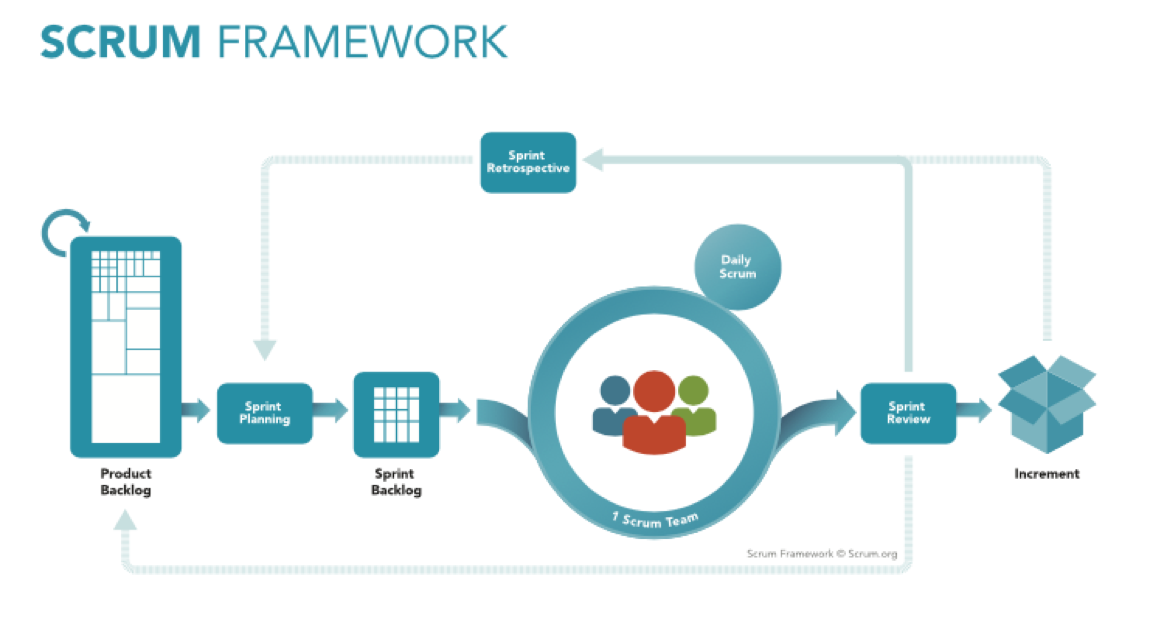 SCRUM FRAMEWORK
Sprint
Retrospective
Daily
Scrum
Sprint
Planning
Sprint
Review
Product
Backlog
Sprint
Backlog
Increment
1 Scrum Team
Scrum Framework © Scrum.org